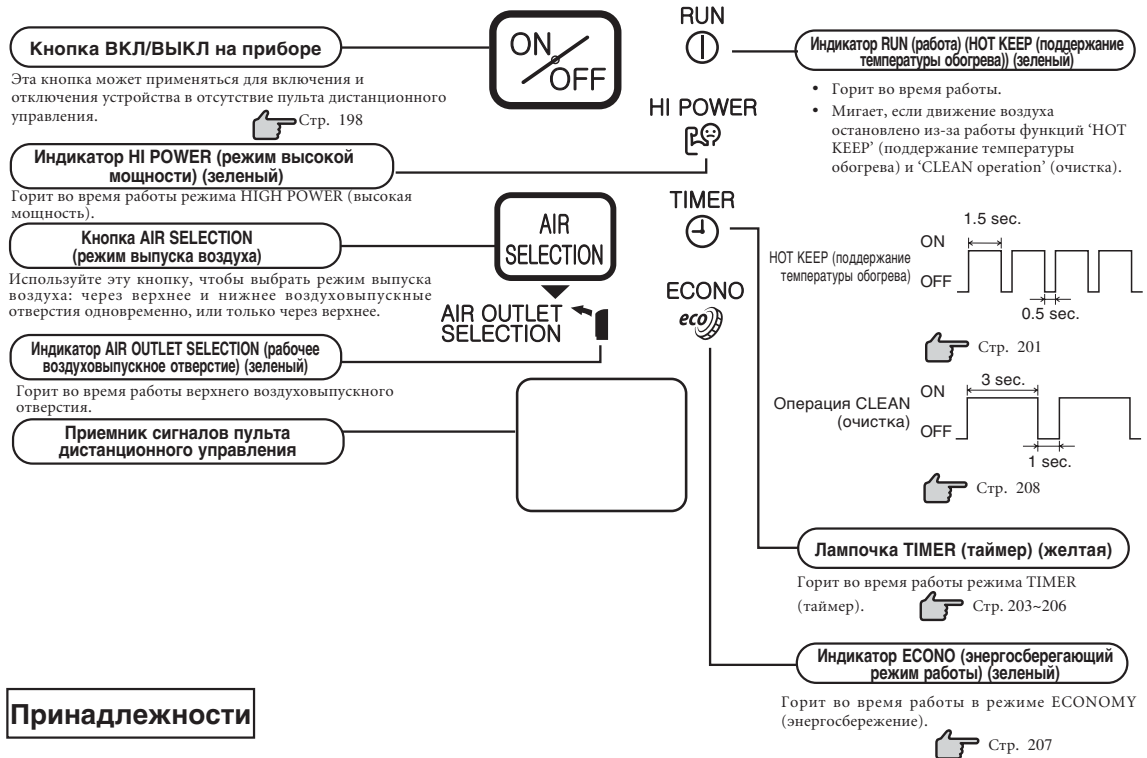 Кнопка ВКЛ/ВЫКЛ на приборе
Эта кнопка может применяться для включения и
отключения устройства в отсутствие пульта дистанционного
управления.
Стр. 198
Индикатор HI POWER (режим высокой
мощности) (зеленый)
Горит во время работы режима HIGH POWER (высокая
мощность).
Кнопка AIR SELECTION
(режим выпуска воздуха)
Используйте эту кнопку, чтобы выбрать режим выпуска
воздуха: через верхнее и нижнее воздуховыпускные
отверстия одновременно, или только через верхнее.
Индикатор AIR OUTLET SELECTION (рабочее
воздуховыпускное отверстие) (зеленый)
Горит во время работы верхнего воздуховыпускного
отверстия.
Приемник сигналов пульта
дистанционного управления
ON
OFF
AIR
SELECTION
AIR OUTLET
SELECTION
RUN
HI POWER
TIMER
ECONO
eco
Индикатор RUN (работа) (HOT KEEP (поддержание
температуры обогрева)) (зеленый)
• Горит во время работы.
• Мигает, если движение воздуха
остановлено из-за работы функций ‘HOT
KEEP’ (поддержание температуры
обогрева) и ‘CLEAN operation’ (очистка).
1.5 sec.
HOT KEEP (поддержание
температуры обогрева)
ON
OFF
0.5 sec.
Стр. 201
3 sec.
Операция CLEAN
(очистка)
ON
OFF
1 sec.
Стр. 208
Лампочка TIMER (таймер) (желтая)
Горит во время работы режима TIMER
(таймер).
Стр. 203~206
Индикатор ECONO (энергосберегающий
режим работы) (зеленый)
Горит во время работы в режиме ECONOMY
(энергосбережение).
Стр. 207
Принадлежности